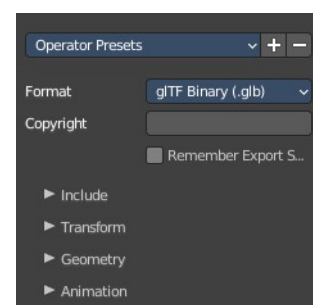 Operator Presets
Format glTF Binary (.glb)
Copyright
Remember Export S...
Include
Transform
Geometry
Animation